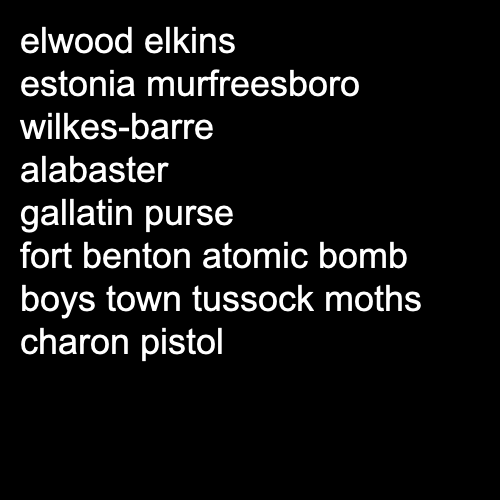 elwood elkins
estonia murfreesboro
wilkes-barre
alabaster
gallatin purse
fort benton atomic bomb
boys town tussock moths
charon pistol